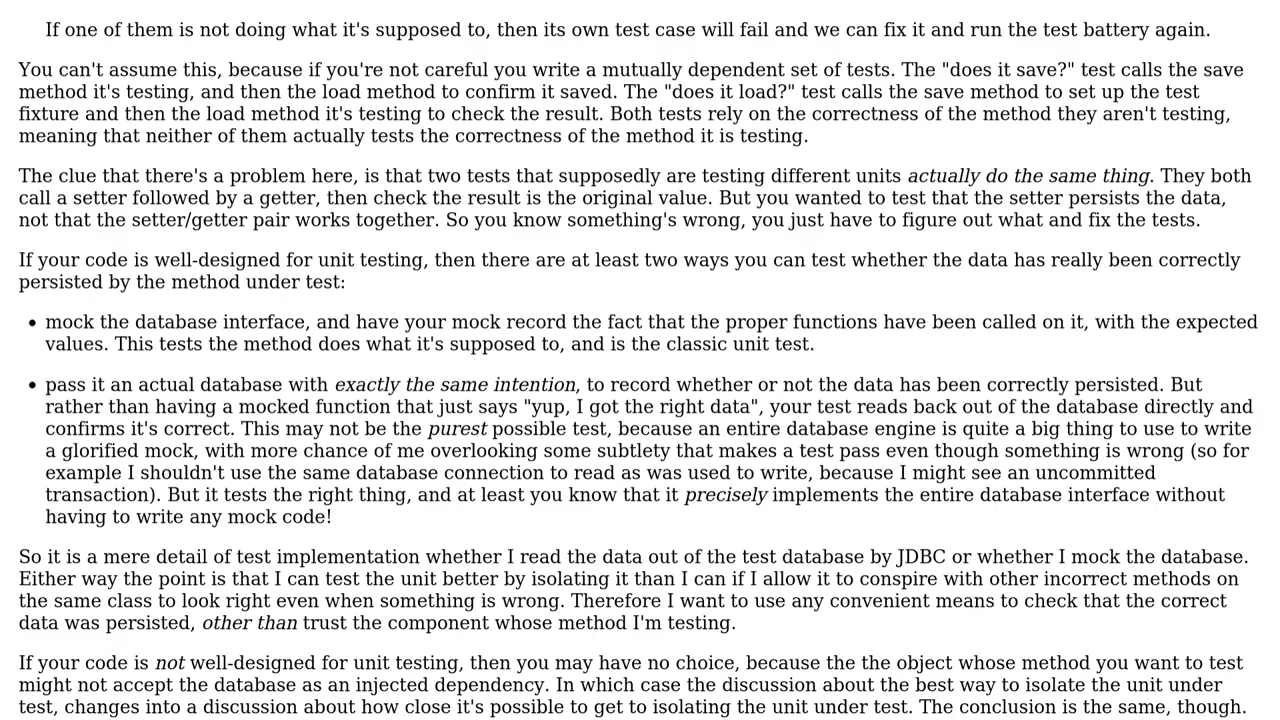 If one of them is not doing what it's supposed to, then its own test case will fail and we can fix it and run the test battery again.
You can't assume this, because if you're not careful you write a mutually dependent set of tests. The "does it save?" test calls the save
method it's testing, and then the load method to confirm it saved. The "does it load?" test calls the save method to set up the test
fixture and then the load method it's testing to check the result. Both tests rely on the correctness of the method they aren't testing,
meaning that neither of them actually tests the correctness of the method it is testing.
The clue that there's a problem here, is that two tests that supposedly are testing different units actually do the same thing. They both
call a setter followed by a getter, then check the result is the original value. But you wanted to test that the setter persists the data,
not that the setter/getter pair works together. So you know something's wrong, you just have to figure out what and fix the tests.
If your code is well-designed for unit testing, then there are at least two ways you can test whether the data has really been correctly
persisted by the method under test:
• mock the database interface, and have your mock record the fact that the proper functions have been called on it, with the expected
values. This tests the method does what it's supposed to, and is the classic unit test.
• pass it an actual database with exactly the same intention, to record whether or not the data has been correctly persisted. But
rather than having a mocked function that just says "yup, I got the right data", your test reads back out of the database directly and
confirms it's correct. This may not be the purest possible test, because an entire database engine is quite a big thing to use to write
a glorified mock, with more chance of me overlooking some subtlety that makes a test pass even though something is wrong (so for
example I shouldn't use the same database connection to read as was used to write, because I might see an uncommitted
transaction). But it tests the right thing, and at least you know that it precisely implements the entire database interface without
having to write any mock code!
So it is a mere detail of test implementation whether I read the data out of the test database by JDBC or whether I mock the database.
Either way the point is that I can test the unit better by isolating it than I can if I allow it to conspire with other incorrect methods on
the same class to look right even when something is wrong. Therefore I want to use any convenient means to check that the correct
data was persisted, other than trust the component whose method I'm testing.
If your code is not well-designed for unit testing, then you may have no choice, because the the object whose method you want to test
might not accept the database as an injected dependency. In which case the discussion about the best way to isolate the unit under
test, changes into a discussion about how close it's possible to get to isolating the unit under test. The conclusion is the same, though.